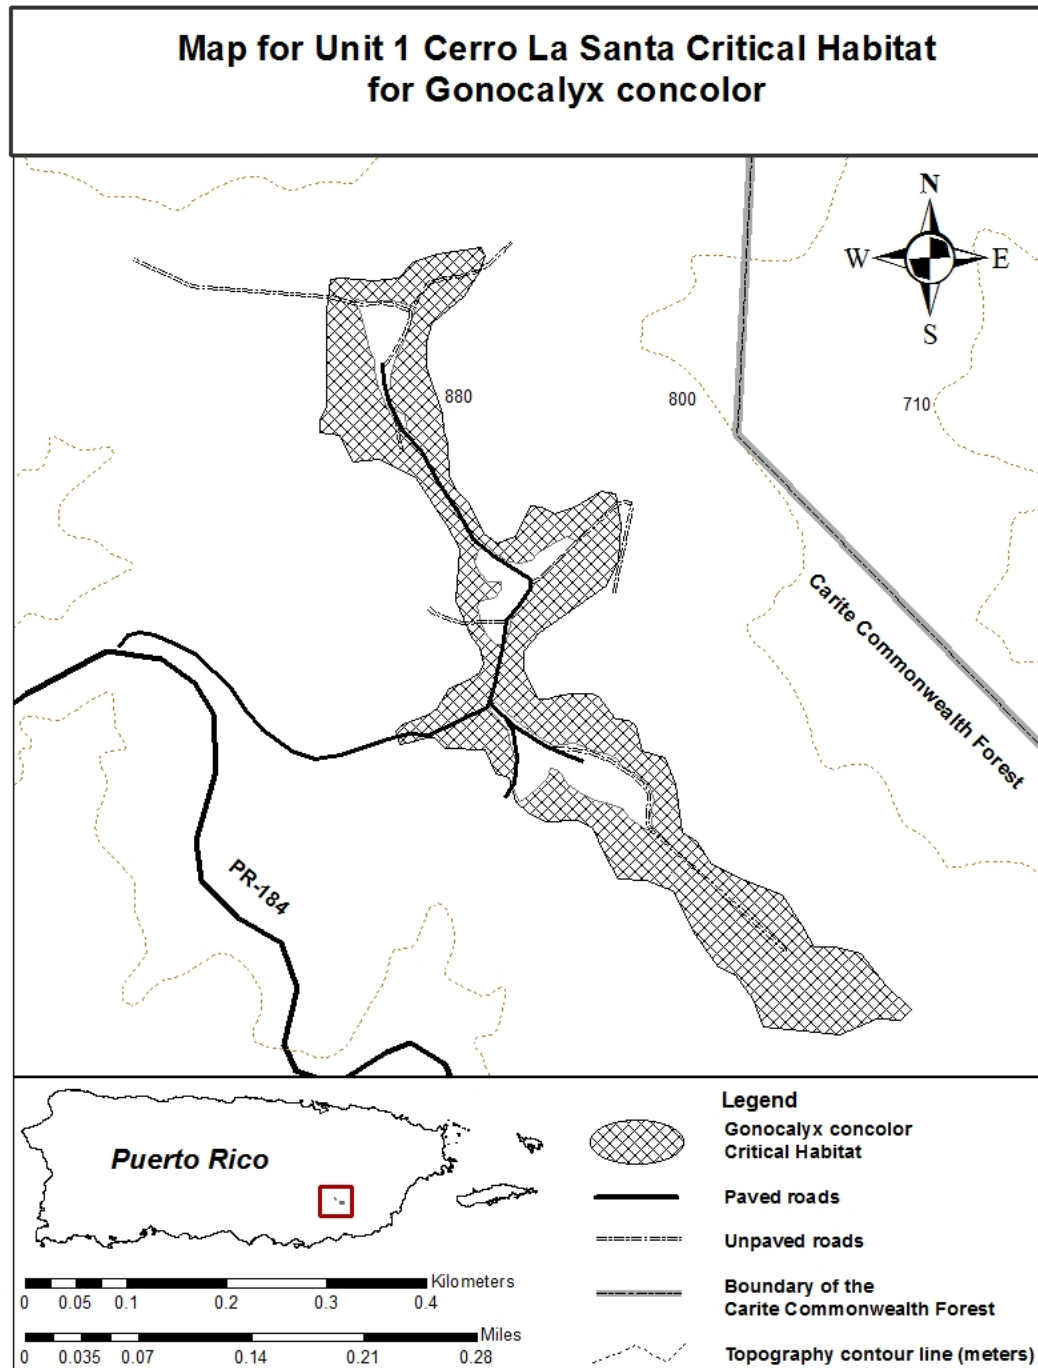 Map for Unit 1 Cerro La Santa Critical Habitat
for Gonocalyx concolor
N
W
E
S
880
800
710
Carite Commonwealth Forest
PR-184
Puerto Rico
Kilometers
0 0.05 0.1 0.2 0.3 0.4
Miles
0 0.035 0.07 0.14 0.21 0.28
Legend
Gonocalyx concolor
Critical Habitat
Paved roads
Unpaved roads
Boundary of the
Carite Commonwealth Forest
Topography contour line (meters)